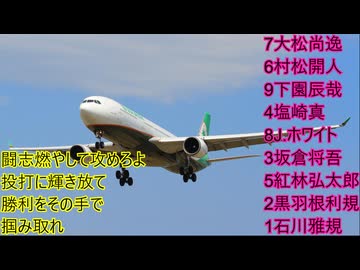 7大松尚逸
6村松開人
9下園辰哉
4塩崎真
8J.ホワイト
3坂倉将吾
5紅林弘太郎
2黒羽根利規
1石川雅規
闘志燃やして攻めろよ
投打に輝き放て
勝利をその手で
掴み取れ